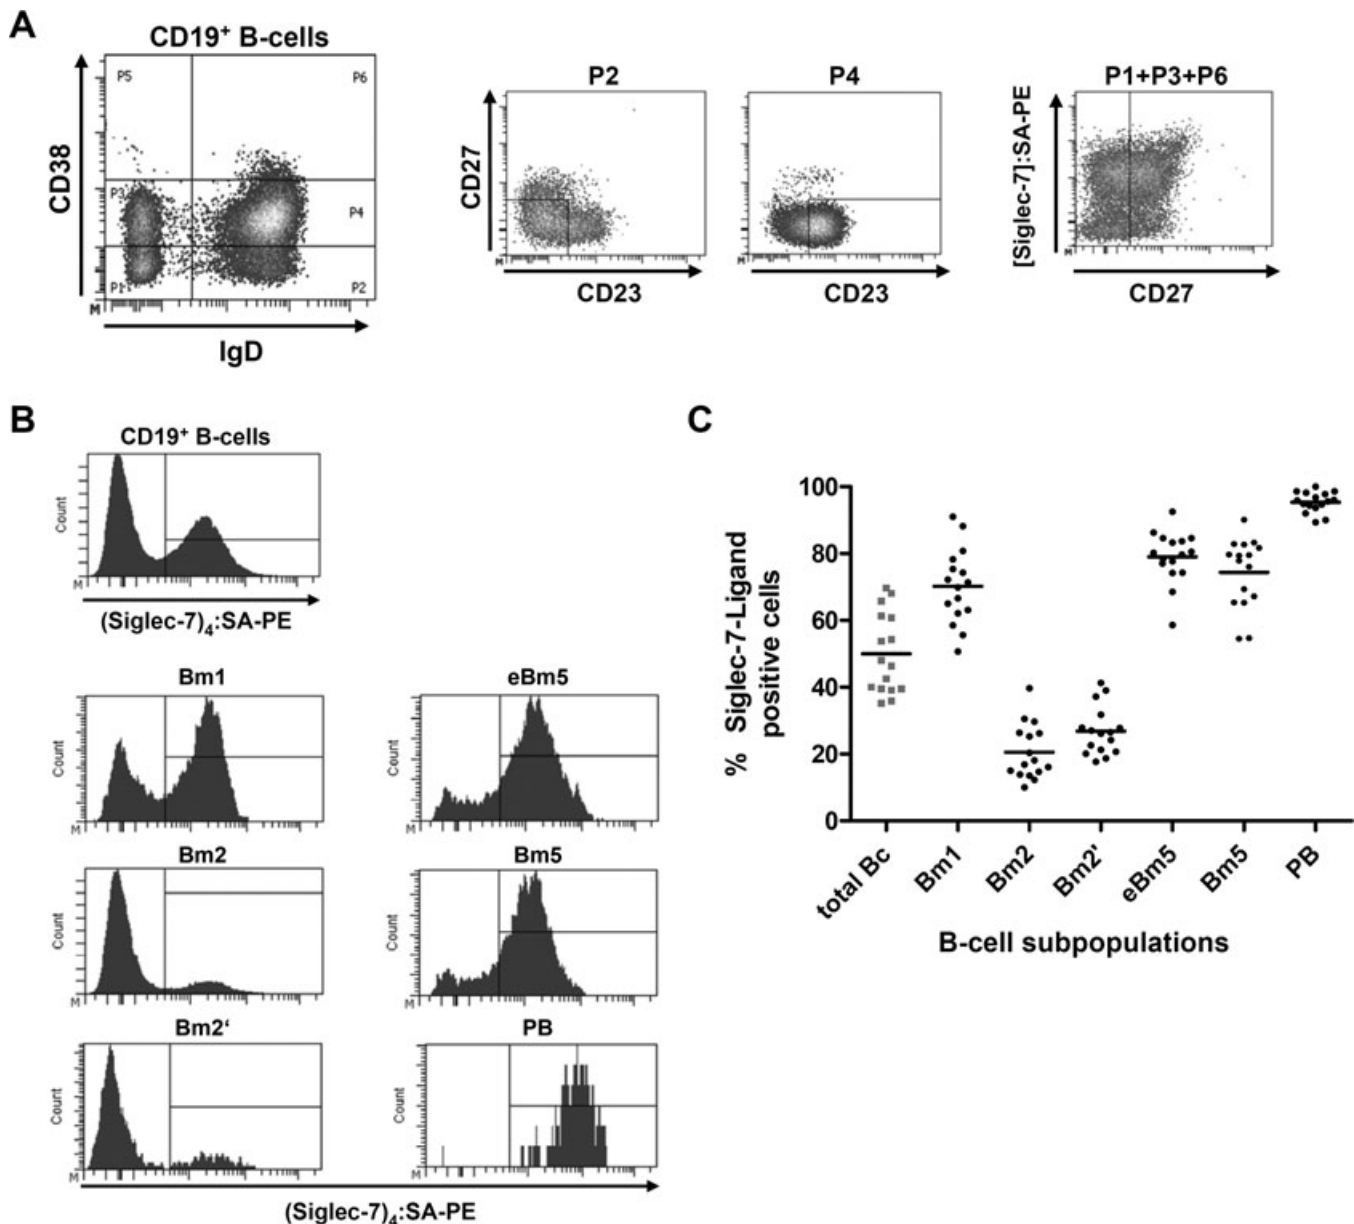 A
CD19+ B-cells
P5
P6
P3
P4
P1
P2
M
CD38
IgD
P2
CD27
M
CD23
P4
M
CD23
P1+P3+P6
[Siglec-7]:SA-PE
M
CD27
B
CD19+ B-cells
Count
M
(Siglec-7)4:SA-PE
Bm1
Count
M
eBm5
Count
M
Bm2
Count
M
Bm5
Count
M
Bm2‘
Count
M
PB
Count
M
(Siglec-7)4:SA-PE
C
% Siglec-7-Ligand
positive cells
100
80
60
40
20
0
total Bc
Bm1
Bm2
Bm2'
eBm5
Bm5
PB
B-cell subpopulations